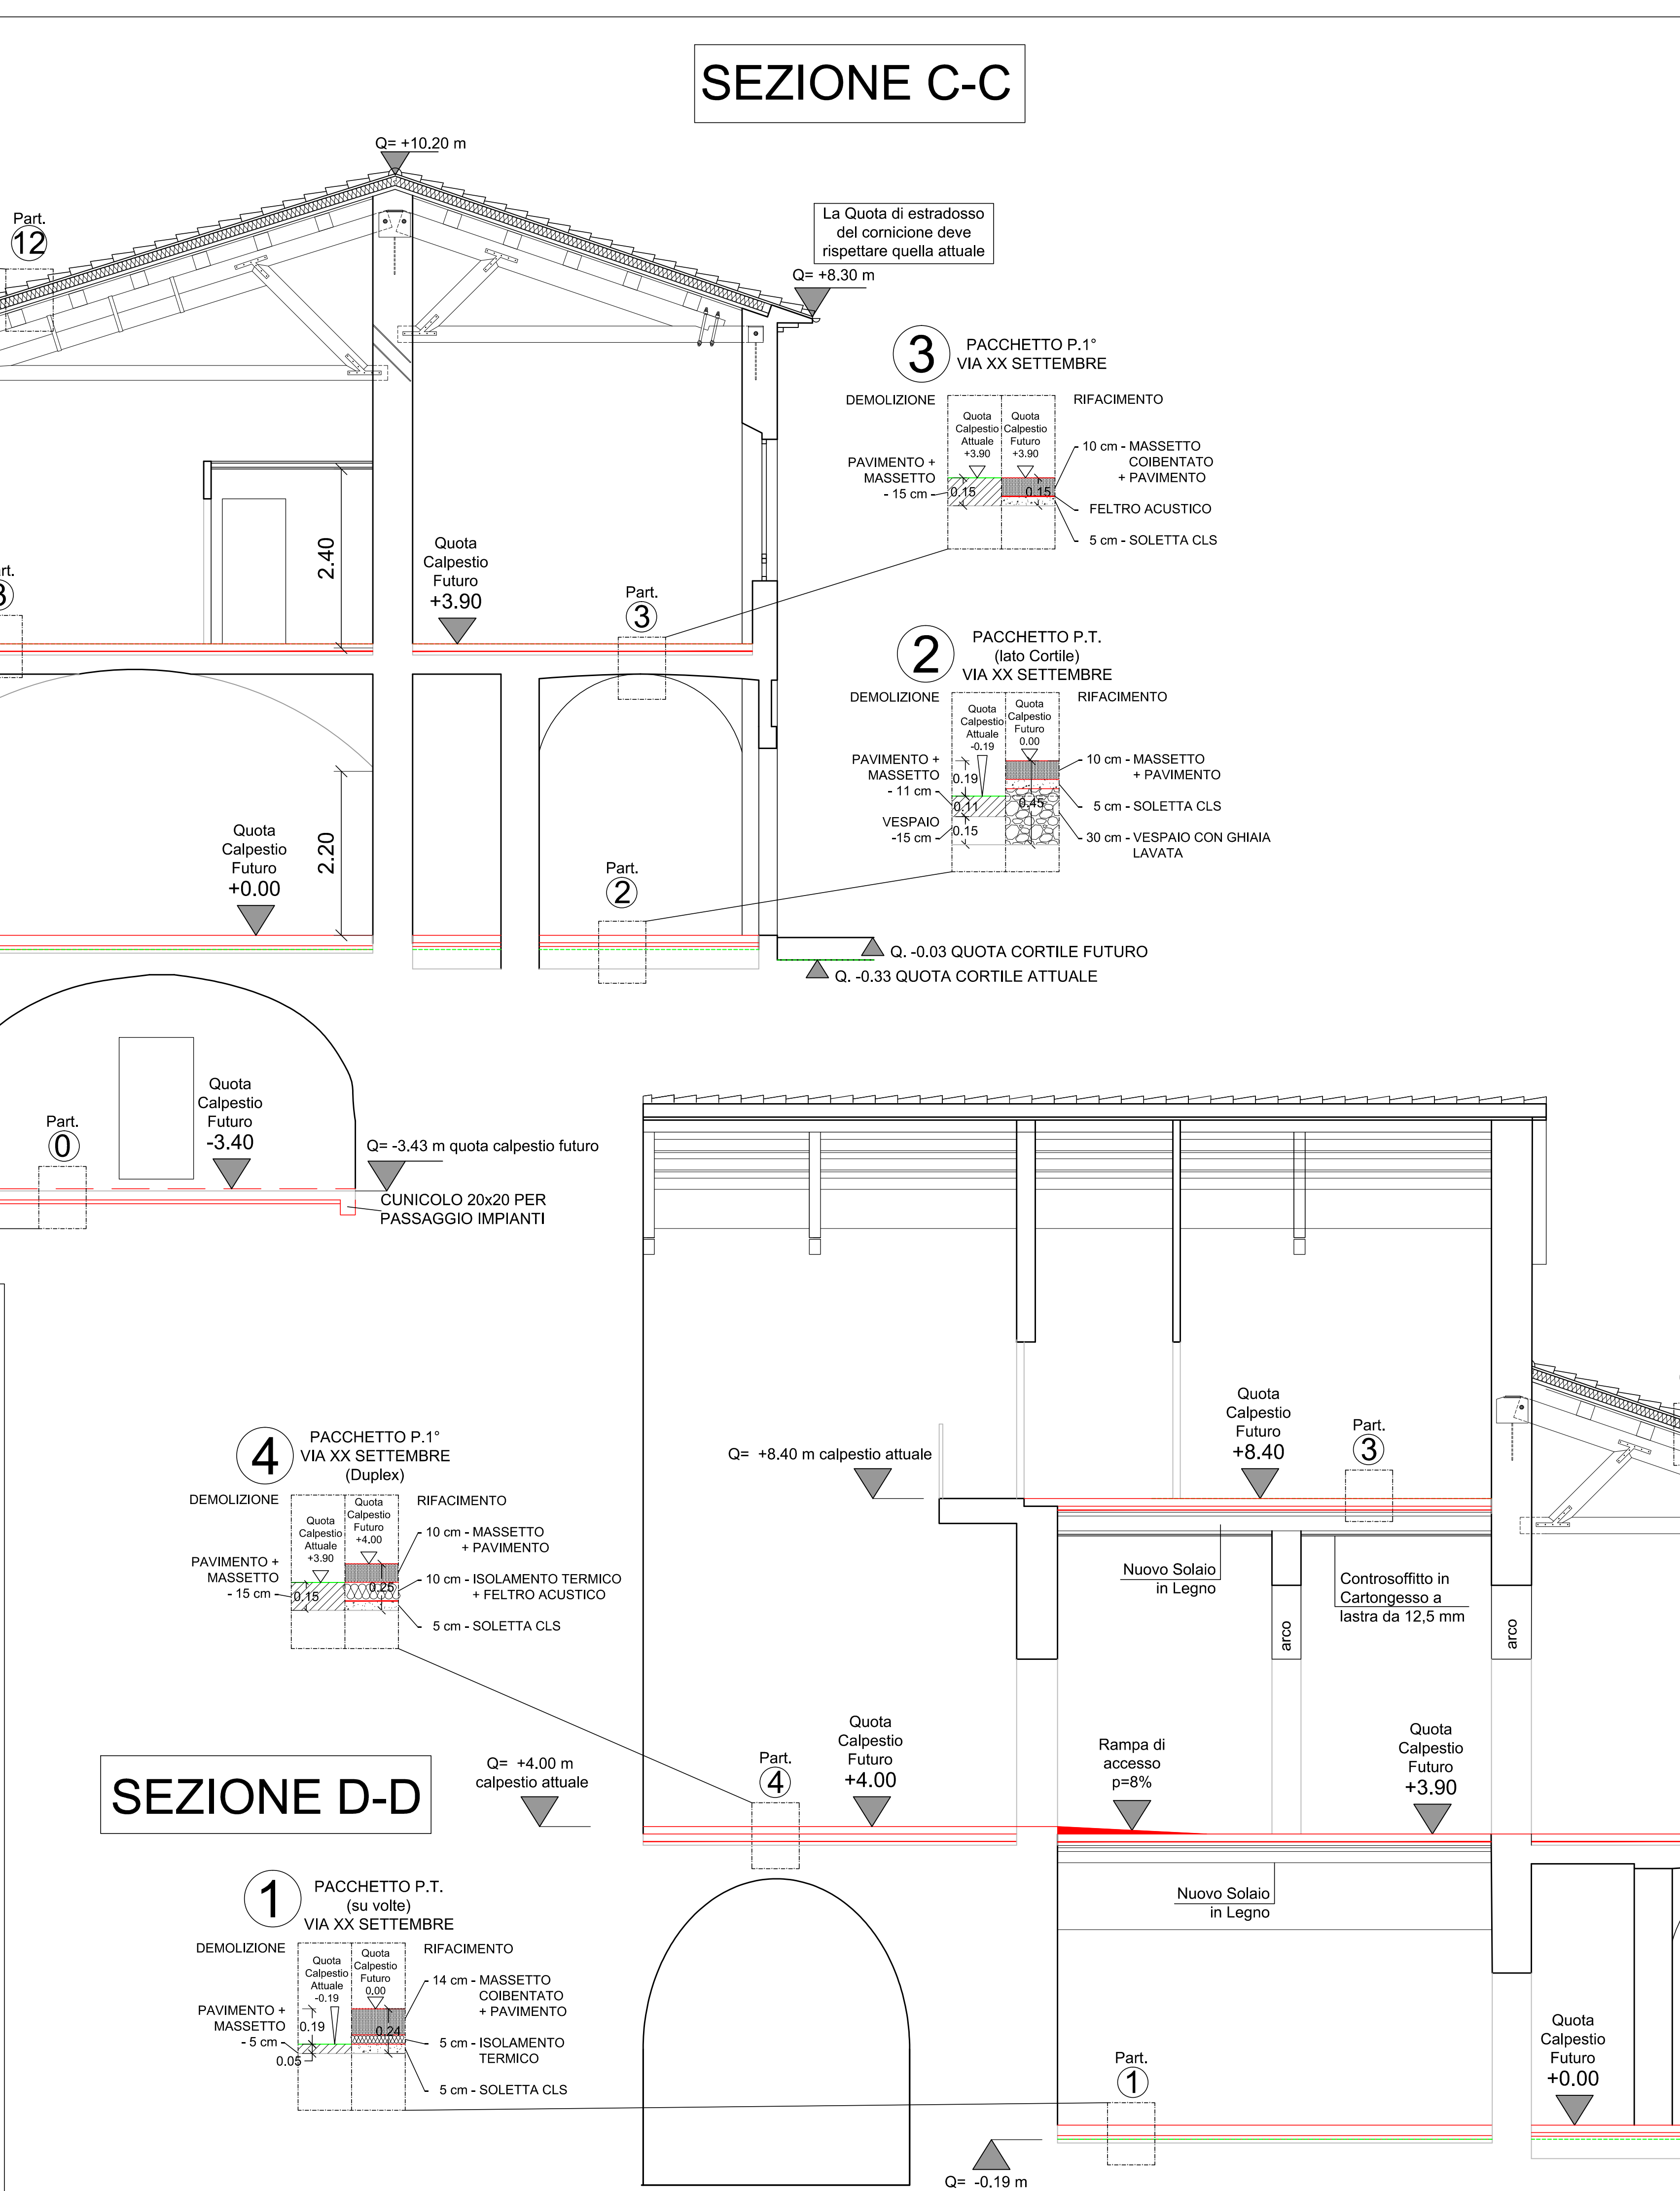 SEZIONE C-C
Q= +10.20 m
Part.
12
La Quota di estradosso
del cornicione deve
rispettare quella attuale
Q= +8.30 m
3
PACCHETTO P.1°
VIA XX SETTEMBRE
DEMOLIZIONE
RIFACIMENTO
Quota
Calpestio
Attuale
+3.90
Quota
Calpestio
Futuro
+3.90
PAVIMENTO +
MASSETTO
- 15 cm -
0.15
0.15
- 10 cm - MASSETTO
COIBENTATO
+ PAVIMENTO
- FELTRO ACUSTICO
- 5 cm - SOLETTA CLS
2.40
Quota
Calpestio
Futuro
+3.90
Part.
3
2
PACCHETTO P.T.
(lato Cortile)
VIA XX SETTEMBRE
DEMOLIZIONE
RIFACIMENTO
Quota
Calpestio
Attuale
-0.19
Quota
Calpestio
Futuro
0.00
PAVIMENTO +
MASSETTO
- 11 cm -
VESPAIO
-15 cm -
0.19
0.11
0.15
0.45
- 10 cm - MASSETTO
+ PAVIMENTO
- 5 cm - SOLETTA CLS
- 30 cm - VESPAIO CON GHIAIA
LAVATA
Quota
Calpestio
Futuro
+0.00
2.20
Part.
2
Q. -0.03 QUOTA CORTILE FUTURO
Q. -0.33 QUOTA CORTILE ATTUALE
Part.
0
Quota
Calpestio
Futuro
-3.40
Q= -3.43 m quota calpestio futuro
CUNICOLO 20x20 PER
PASSAGGIO IMPIANTI
4
PACCHETTO P.1°
VIA XX SETTEMBRE
(Duplex)
DEMOLIZIONE
RIFACIMENTO
Quota
Calpestio
Attuale
+3.90
Quota
Calpestio
Futuro
+4.00
PAVIMENTO +
MASSETTO
- 15 cm -
0.15
0.25
- 10 cm - MASSETTO
+ PAVIMENTO
- 10 cm - ISOLAMENTO TERMICO
+ FELTRO ACUSTICO
- 5 cm - SOLETTA CLS
Q= +8.40 m calpestio attuale
Quota
Calpestio
Futuro
+8.40
Part.
3
Nuovo Solaio
in Legno
Controsoffitto in
Cartongesso a
lastra da 12,5 mm
arco
arco
SEZIONE D-D
Q= +4.00 m
calpestio attuale
Part.
4
Quota
Calpestio
Futuro
+4.00
Rampa di
accesso
p=8%
Quota
Calpestio
Futuro
+3.90
Nuovo Solaio
in Legno
1
PACCHETTO P.T.
(su volte)
VIA XX SETTEMBRE
DEMOLIZIONE
RIFACIMENTO
Quota
Calpestio
Attuale
-0.19
Quota
Calpestio
Futuro
0,00
PAVIMENTO +
MASSETTO
- 5 cm -
0.19
0.05
0.24
- 14 cm - MASSETTO
COIBENTATO
+ PAVIMENTO
- 5 cm - ISOLAMENTO
TERMICO
- 5 cm - SOLETTA CLS
Part.
1
Quota
Calpestio
Futuro
+0.00
Q= -0.19 m